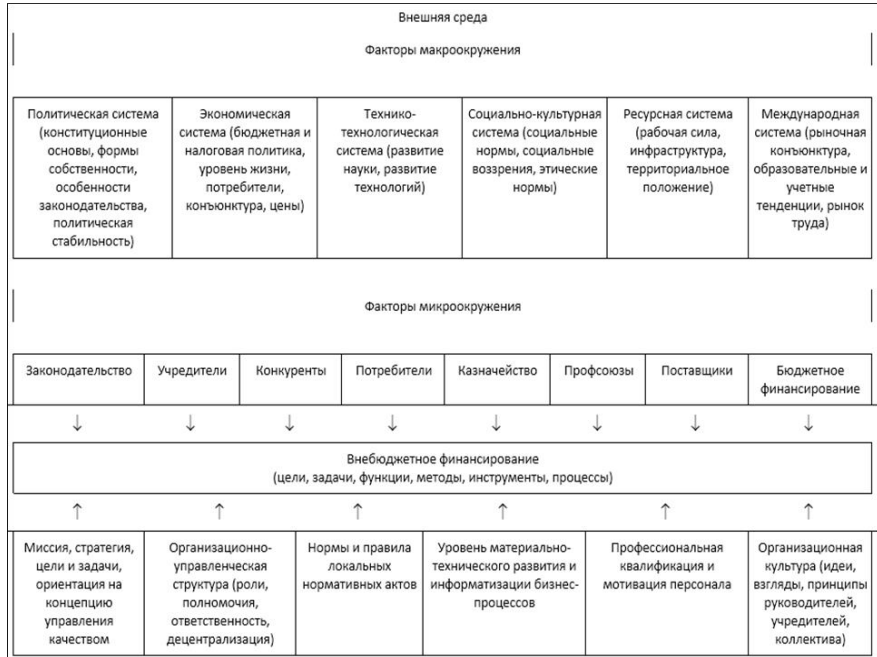 Внешняя среда
Факторы макроокружения
Политическая система
(конституционные
основы, формы
собственности,
особенности
законодательства,
политическая
стабильность)
Экономическая
система (бюджетная и
налоговая политика,
уровень жизни,
потребители,
конъюнктура, цены)
Технико-
технологическая
система (развитие
науки, развитие
технологий)
Социально-культурная
система (социальные
нормы, социальные
воззрения, этические
нормы)
Ресурсная система
(рабочая сила,
инфраструктура,
территориальное
положение)
Международная
система (рыночная
конъюнктура,
образовательные и
учетные
тенденции, рынок
труда)
Факторы микроокружения
Законодательство
Учредители
Конкуренты
Потребители
Казначейство
Профсоюзы
Поставщики
Бюджетное
финансирование
↓ ↓ ↓ ↓ ↓ ↓ ↓ ↓
Внебюджетное финансирование
(цели, задачи, функции, методы, инструменты, процессы)
↑ ↑ ↑ ↑ ↑ ↑
Миссия, стратегия,
цели и задачи,
ориентация на
концепцию
управления
качеством
Организационно-
управленческая
структура (роли,
полномочия,
ответственность,
децентрализация)
Нормы и правила
локальных
нормативных актов
Уровень материально-
технического развития и
информатизации бизнес-
процессов
Профессиональная
квалификация и
мотивация персонала
Организационная
культура (идеи,
взгляды, принципы
руководителей,
учредителей,
коллектива)